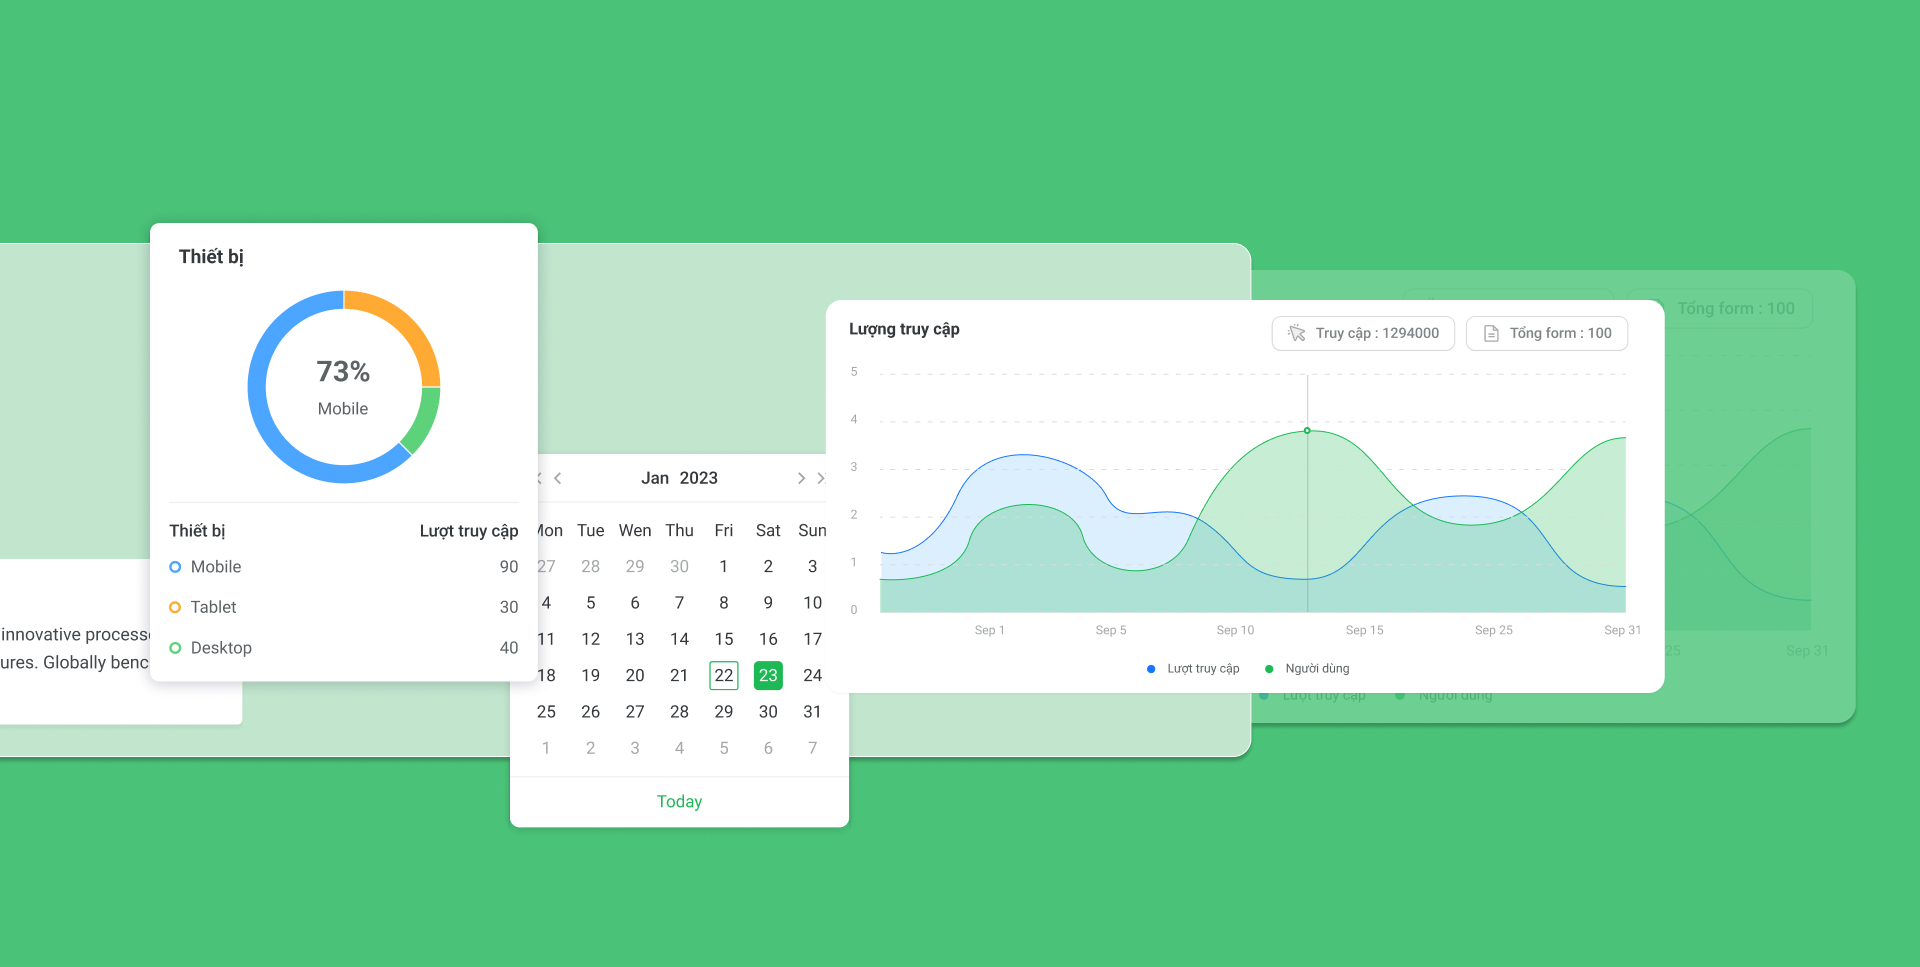 Thiết bị
73%
Mobile
Thiết bị Lượt truy cập
Mobile 90
Tablet 30
Desktop 40
innovative process
ures. Globally benc
Jan 2023
Mon Tue Wen Thu Fri Sat Sun
27 28 29 30 1 2 3
4 5 6 7 8 9 10
11 12 13 14 15 16 17
18 19 20 21 22 23 24
25 26 27 28 29 30 31
1 2 3 4 5 6 7
Today
Lượng truy cập
Truy cập : 1294000
Tổng form : 100
5
4
3
2
1
0
Sep 1 Sep 5 Sep 10 Sep 15 Sep 25 Sep 31
Lượt truy cập Người dùng
Tổng form : 100
25 Sep 31
Lượt truy cập Người dùng